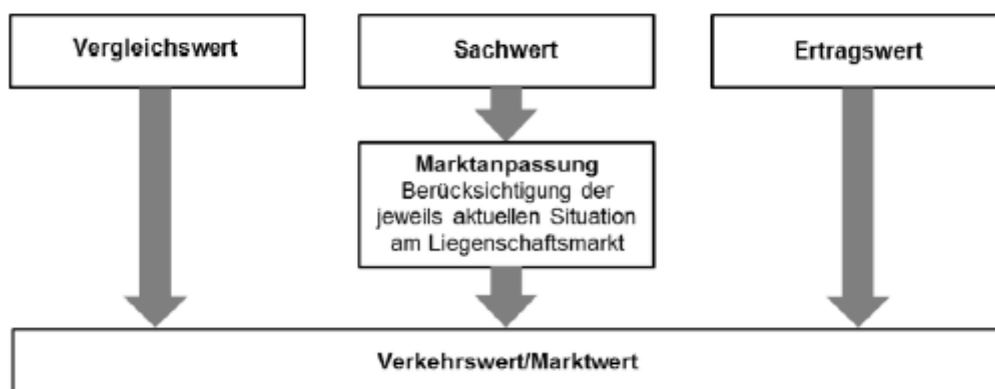 Vergleichswert
Sachwert
Ertragswert
Marktanpassung
Berücksichtigung der
jeweils aktuellen Situation
am Liegenschaftsmarkt
Verkehrswert/Marktwert